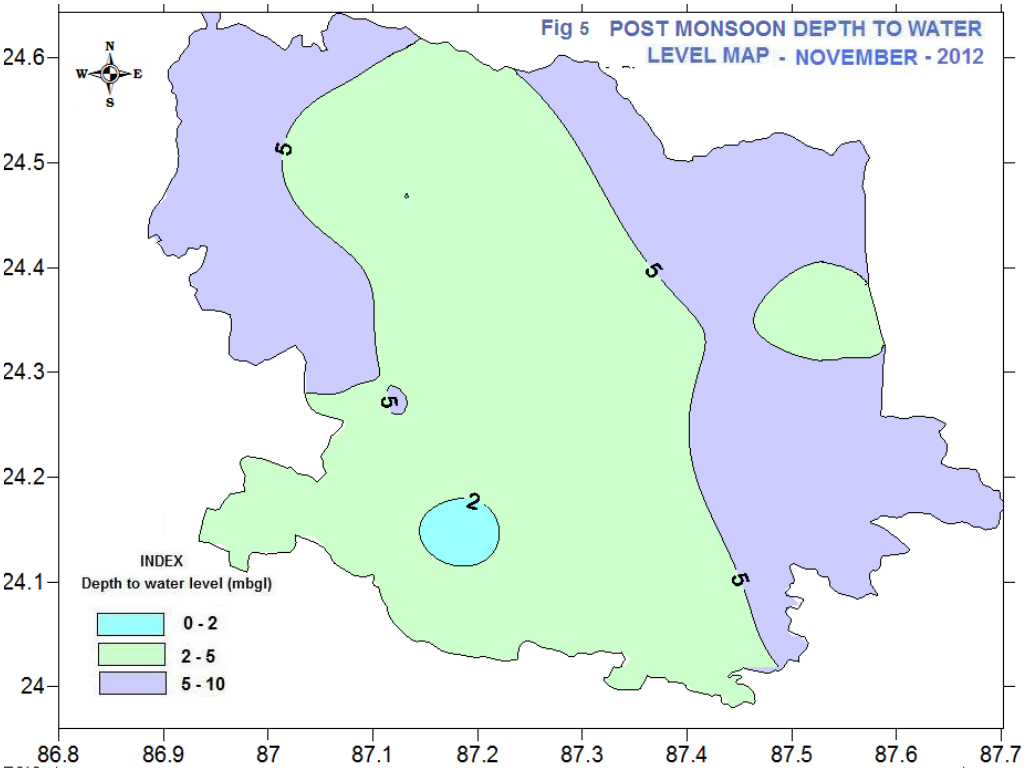 Fig 5 POST MONSOON DEPTH TO WATER
LEVEL MAP - NOVEMBER - 2012
N
W E
S
24.6
24.5
24.4
24.3
24.2
24.1
24
5
5
5
2
5
INDEX
Depth to water level (mbgl)
0 - 2
2 - 5
5 - 10
86.8 86.9 87 87.1 87.2 87.3 87.4 87.5 87.6 87.7